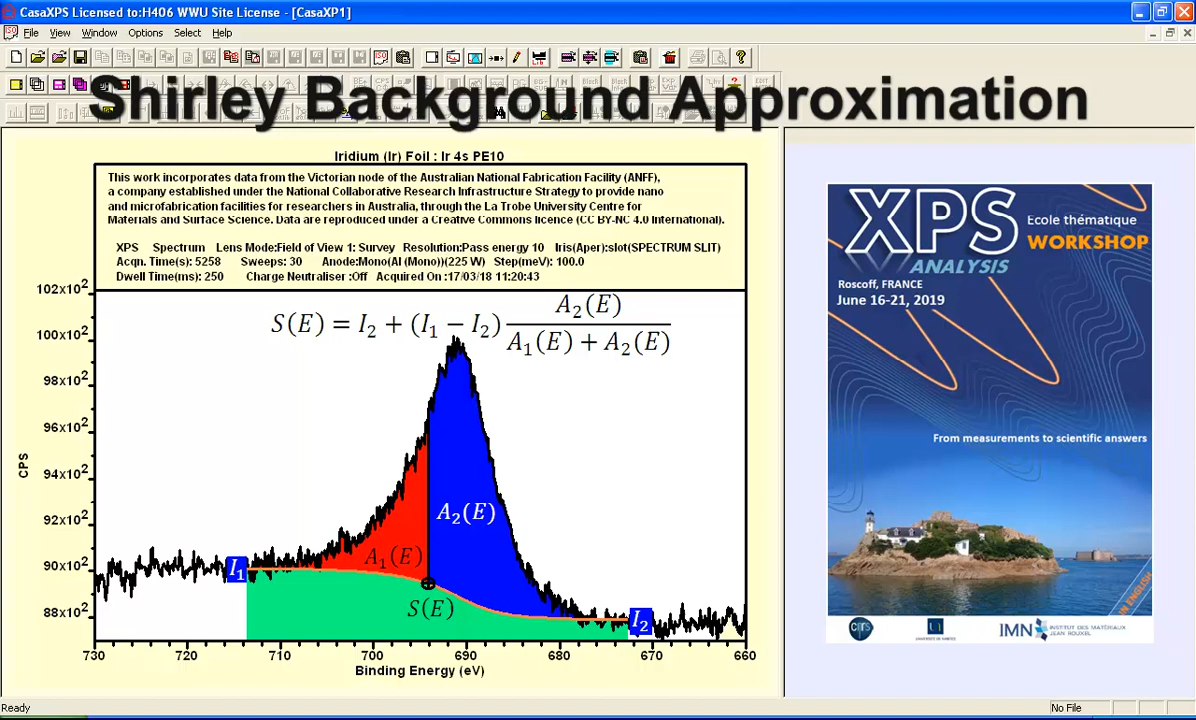 CasaXPS Licensed to:H406 WWU Site License - [CasaXP1]
File View Window Options Select Help
Shirley Background Approximation
Iridium (Ir) Foil : Ir 4s PE10
This work incorporates data from the Victorian node of the Australian National Fabrication Facility (ANFF),
a company established under the National Collaborative Research Infrastructure Strategy to provide nano
and microfabrication facilities for researchers in Australia, through the La Trobe University Centre for
Materials and Surface Science. Data are reproduced under a Creative Commons licence (CC BY-NC 4.0 International).
XPS Spectrum Lens Mode:Field of View 1: Survey Resolution:Pass energy 10 Iris(Aper):slot(SPECTRUM SLIT)
Acqn. Time(s): 5258 Sweeps: 30 Anode:Mono(Al (Mono))(225 W) Step(meV): 100.0
Dwell Time(ms): 250 Charge Neutraliser :Off Acquired On :17/03/18 11:20:43
102x10²
100x10²
98x10²
96x10²
94x10²
92x10²
90x10²
88x10²
CPS
S(E) = I₂ + (I₁ − I₂) A₂(E) / A₁(E) + A₂(E)
A₂(E)
A₁(E)
I₁
S(E)
I₂
730 720 710 700 690 680 670 660
Binding Energy (eV)
XPS
ANALYSIS
Ecole thématique
WORKSHOP
Roscoff, FRANCE
June 16-21, 2019
From measurements to scientific answers
IN ENGLISH
cnrs
IMN
INSTITUT DES MATÉRIAUX
JEAN ROUXEL
Ready
No File